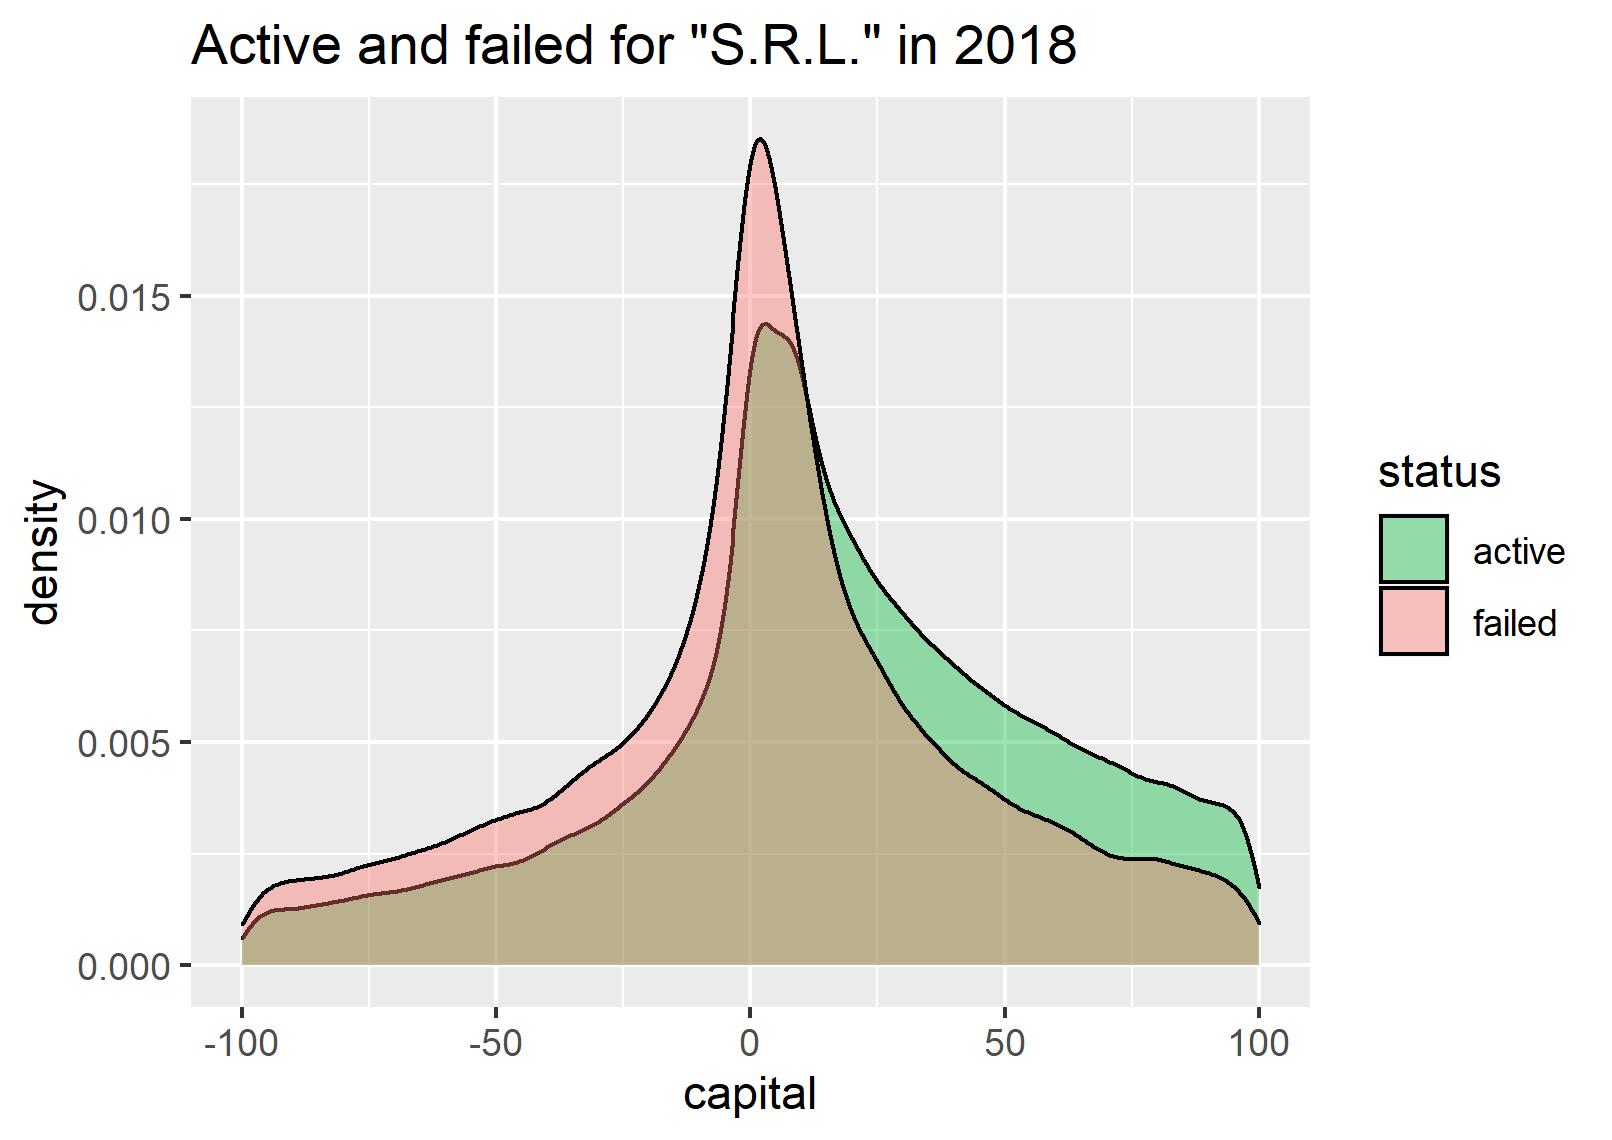 Active and failed for "S.R.L." in 2018
density
0.015
0.010
0.005
0.000
-100
-50
0
50
100
capital
status
active
failed